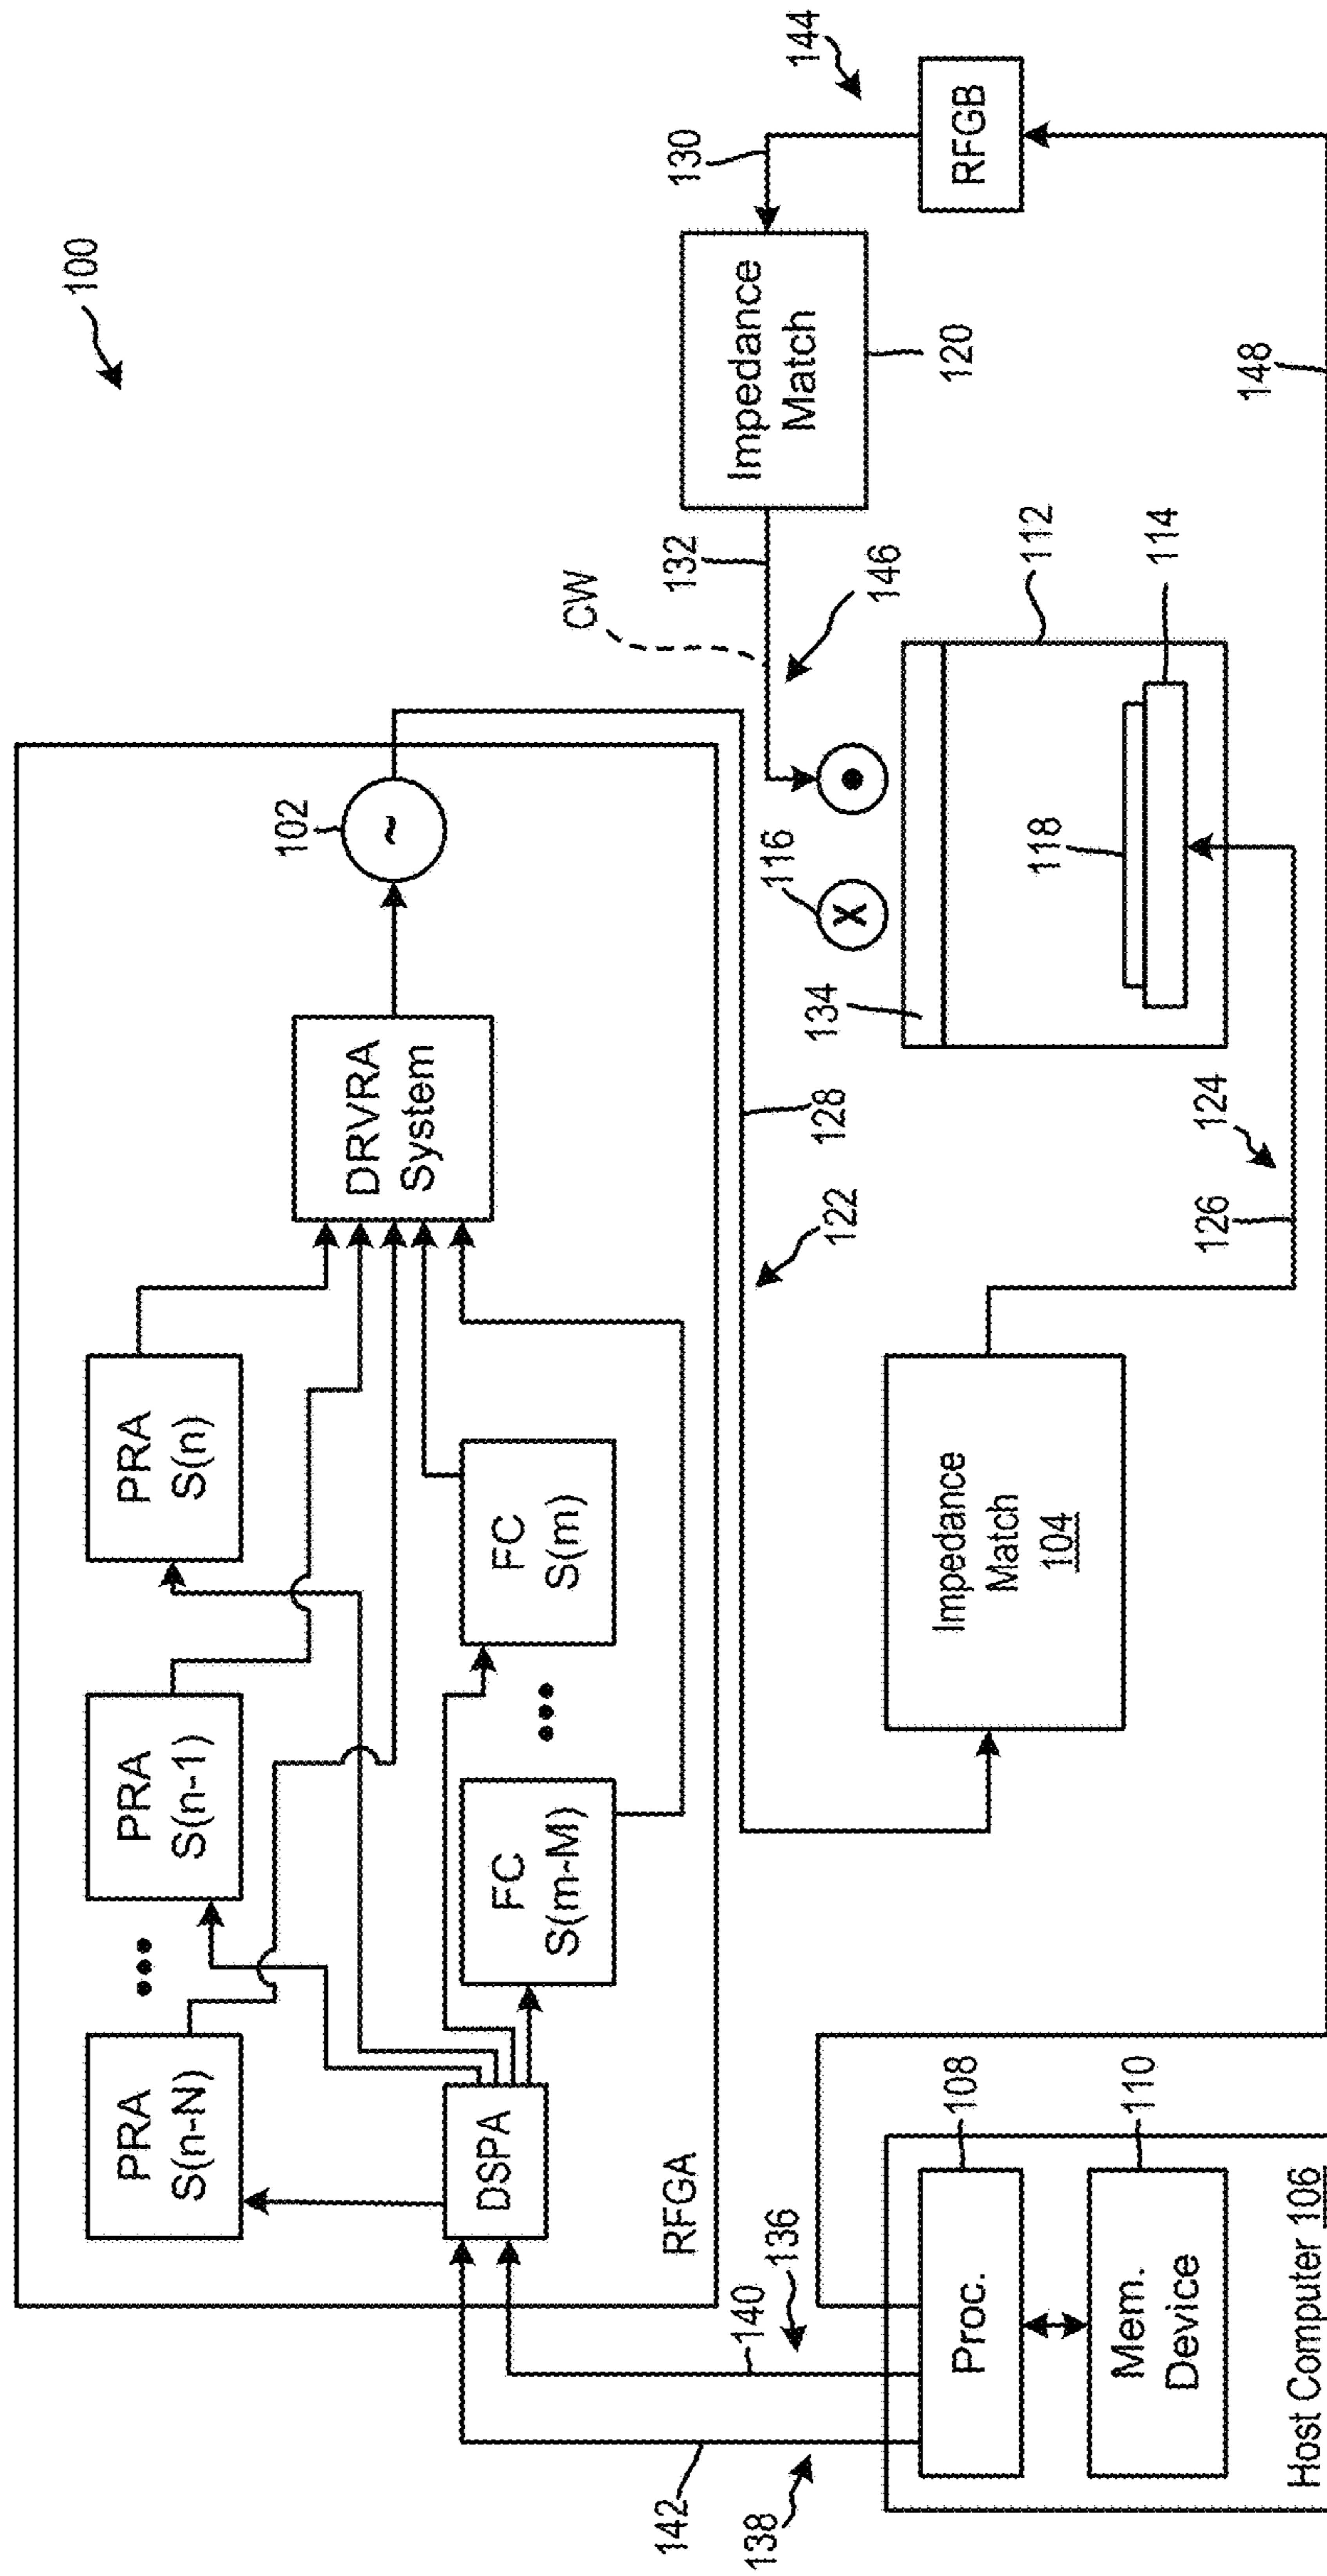 100
PRA
S(n-N)
•••
PRA
S(n-1)
PRA
S(n)
DSPA
FC
S(m-M)
•••
FC
S(m)
DRVRA
System
102
~
RFGA
142
140
138
136
128
122
CW
132
130
144
146
Impedance
Match
120
RFGB
116
X
134
118
112
114
Impedance
Match
104
124
126
148
Proc.
108
Mem.
Device
110
Host Computer 106